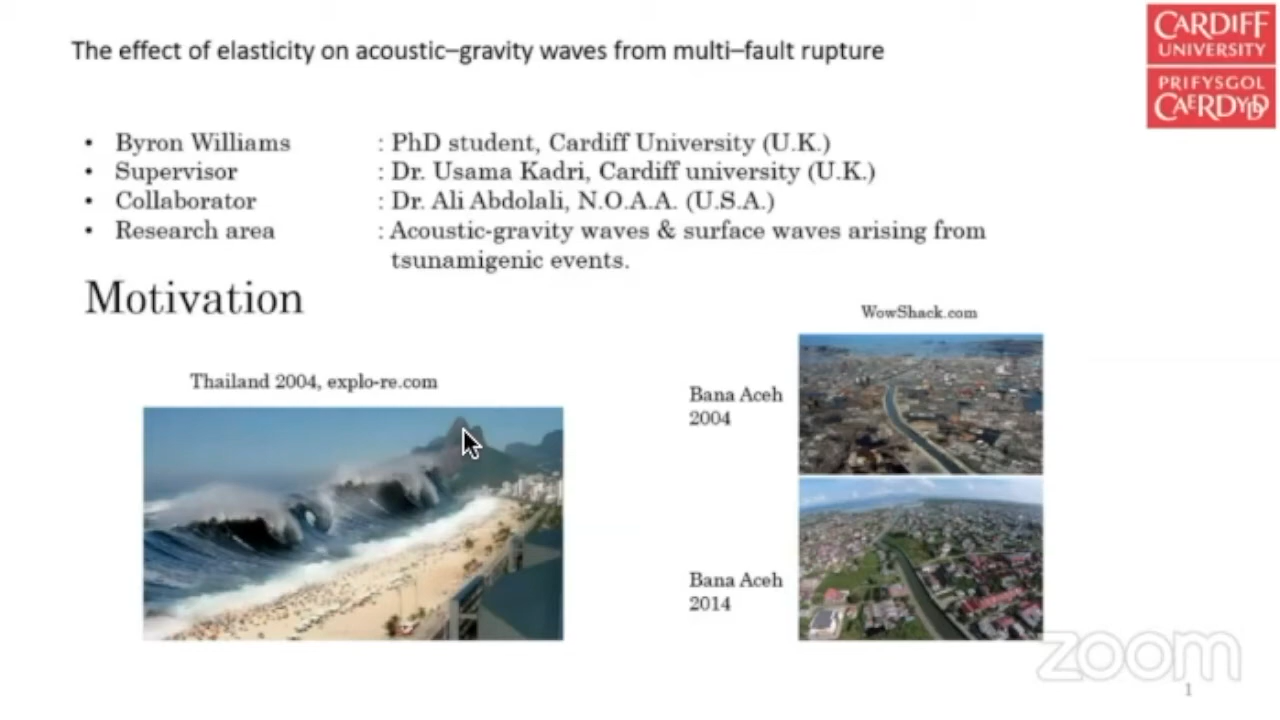 The effect of elasticity on acoustic–gravity waves from multi–fault rupture
CARDIFF
UNIVERSITY
PRIFYSGOL
CAERDYDD
• Byron Williams : PhD student, Cardiff University (U.K.)
• Supervisor : Dr. Usama Kadri, Cardiff university (U.K.)
• Collaborator : Dr. Ali Abdolali, N.O.A.A. (U.S.A.)
• Research area : Acoustic-gravity waves & surface waves arising from
tsunamigenic events.
Motivation
WowShack.com
Thailand 2004, explo-re.com
Bana Aceh
2004
Bana Aceh
2014
zoom
1